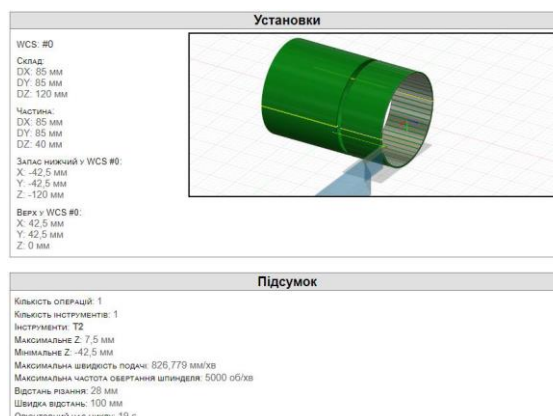 Установки
WCS: #0
Склад:
DX: 85 мм
DY: 85 мм
DZ: 120 мм
Частина:
DX: 85 мм
DY: 85 мм
DZ: 40 мм
Запас нижчий у WCS #0:
X: -42,5 мм
Y: -42,5 мм
Z: -120 мм
Верх у WCS #0:
X: 42,5 мм
Y: 42,5 мм
Z: 0 мм
Підсумок
Кількість операцій: 1
Кількість інструментів: 1
Інструменти: T2
Максимальне Z: 7,5 мм
Мінімальне Z: -42,5 мм
Максимальна швидкість подачі: 826,779 мм/хв
Максимальна частота обертання шпинделя: 5000 об/хв
Відстань різання: 28 мм
Швидка відстань: 100 мм